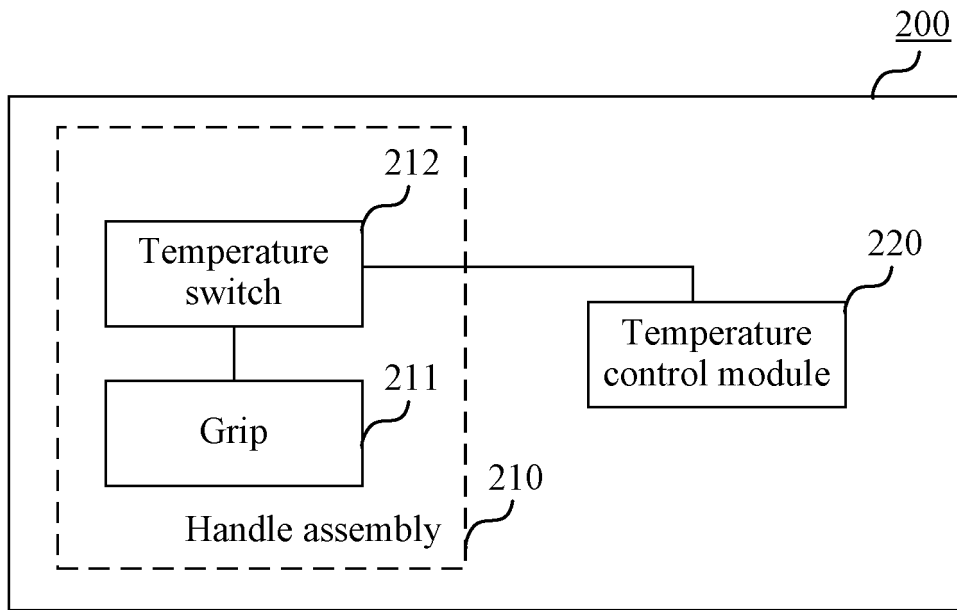 200
212
Temperature
switch
220
Temperature
control module
211
Grip
210
Handle assembly